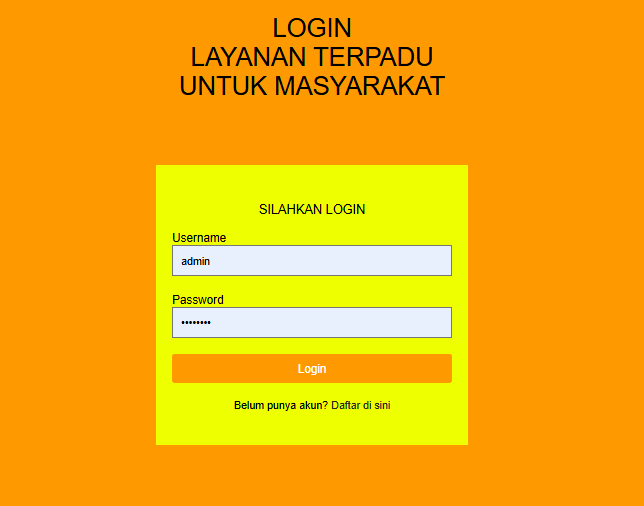 LOGIN
LAYANAN TERPADU
UNTUK MASYARAKAT
SILAHKAN LOGIN
Username
admin
Password
••••••••
Login
Belum punya akun? Daftar di sini